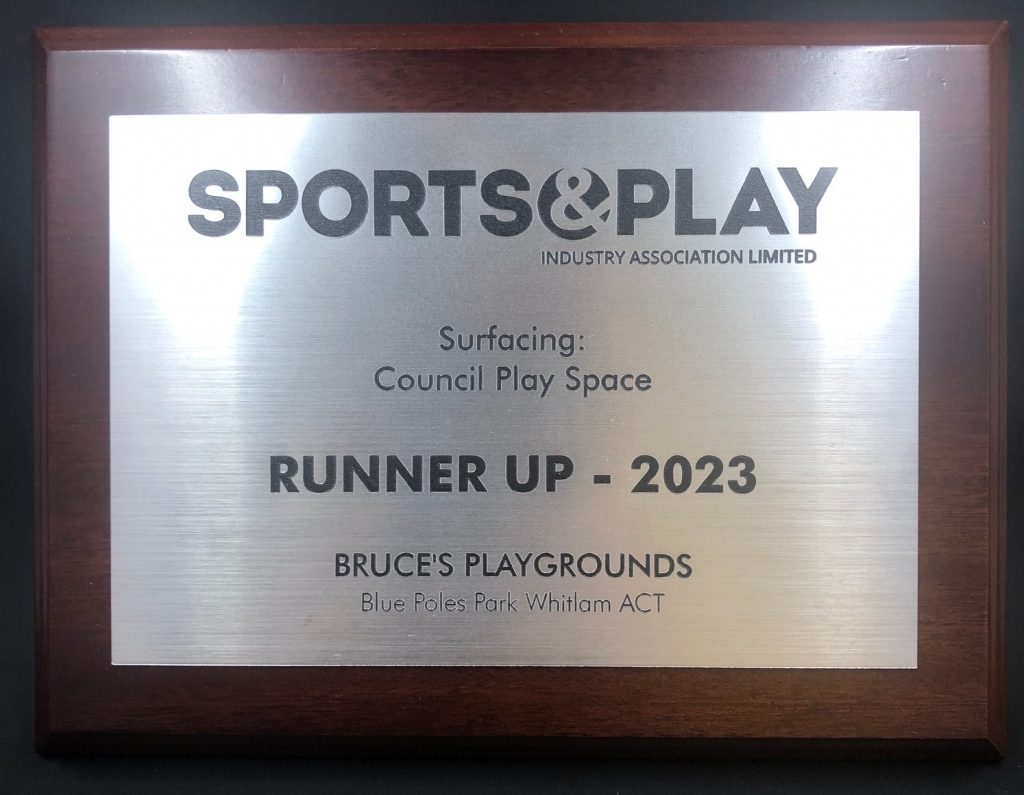 SPORTS&PLAY
INDUSTRY ASSOCIATION LIMITED
Surfacing:
Council Play Space
RUNNER UP - 2023
BRUCE'S PLAYGROUNDS
Blue Poles Park Whitlam ACT